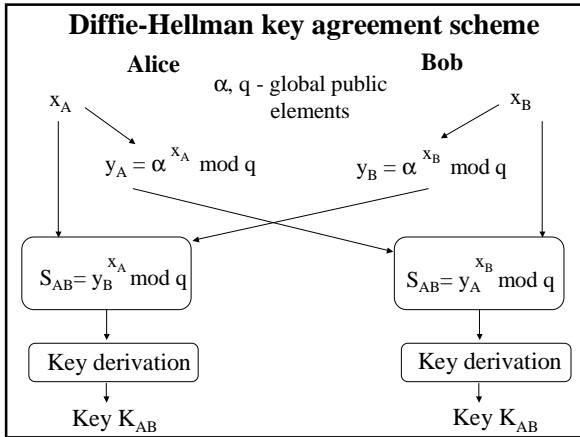 Diffie-Hellman key agreement scheme
Alice Bob
α, q - global public
elements
x_A x_B
y_A = α^x_A mod q y_B = α^x_B mod q
S_AB= y_B^x_A mod q S_AB= y_A^x_B mod q
Key derivation Key derivation
Key K_AB Key K_AB